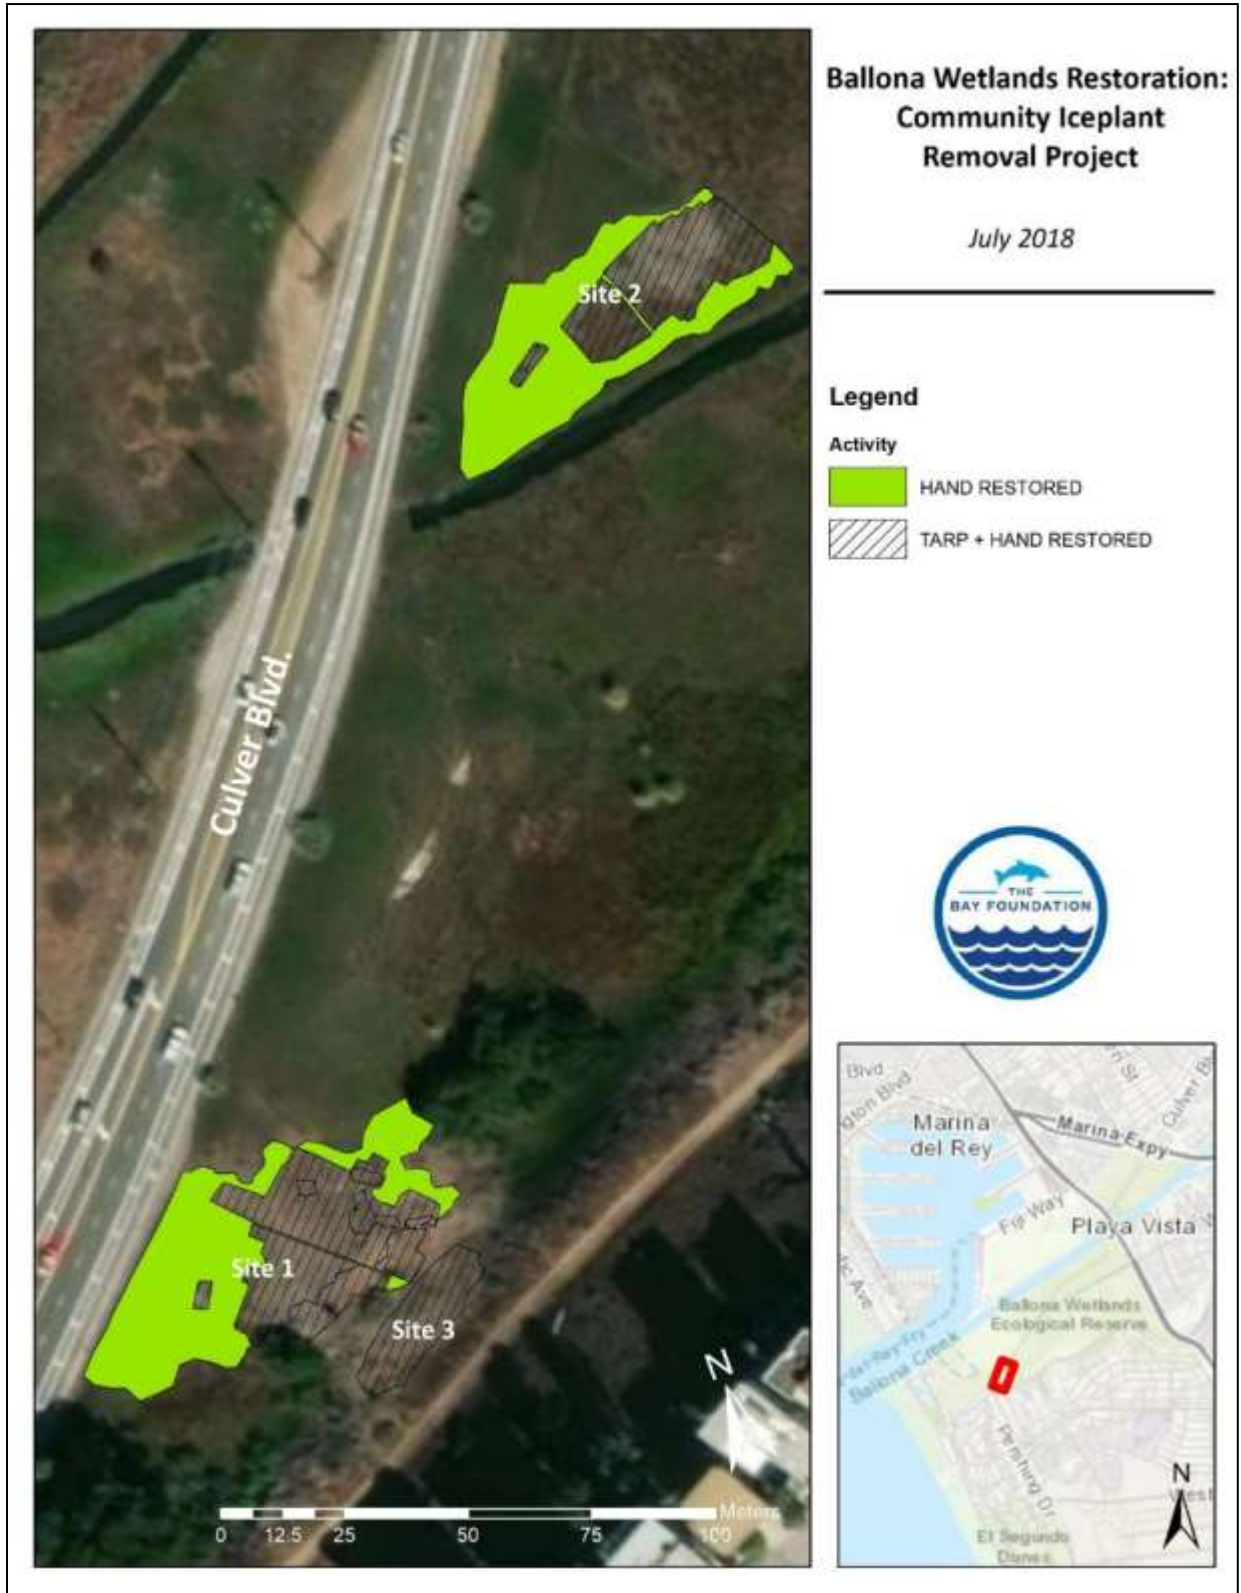 Ballona Wetlands Restoration:
Community Iceplant
Removal Project
July 2018
Legend
Activity
HAND RESTORED
TARP + HAND RESTORED
Site 2
Culver Blvd.
Site 1
Site 3
N
Meters
0 12.5 25 50 75 100
THE
BAY FOUNDATION
Blvd
Marina
del Rey
Marina Expy
Fiji Way
Playa Vista
Ballona Wetlands
Ecological Reserve
Ballona Creek
Pershing Dr
El Segundo
Dunes
N